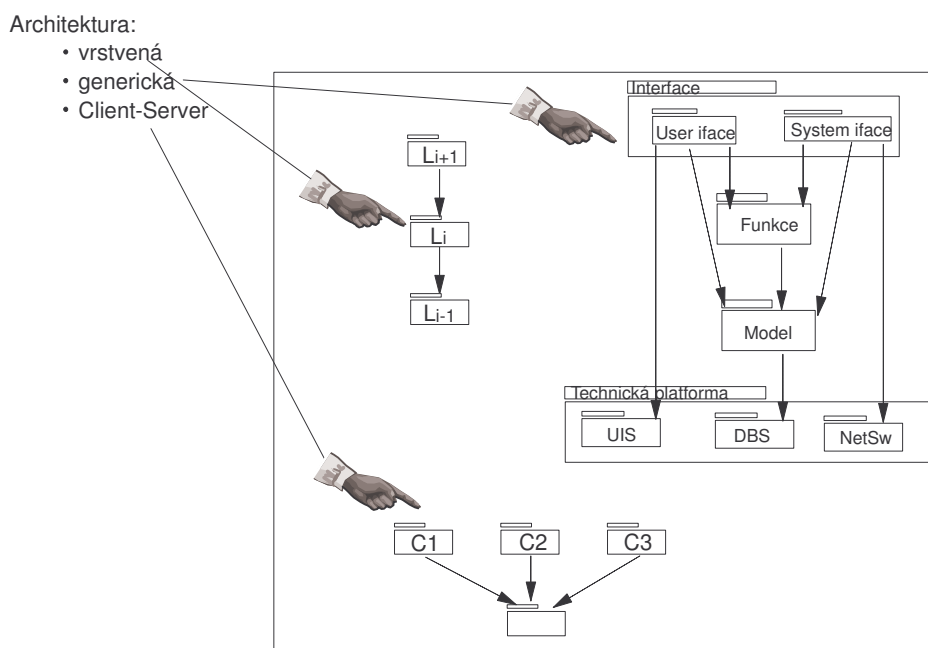 Architektura:
• vrstvená
• generická
• Client-Server
Interface
User iface
System iface
Li+1
Funkce
Li
Li-1
Model
Technická platforma
UIS
DBS
NetSw
C1
C2
C3